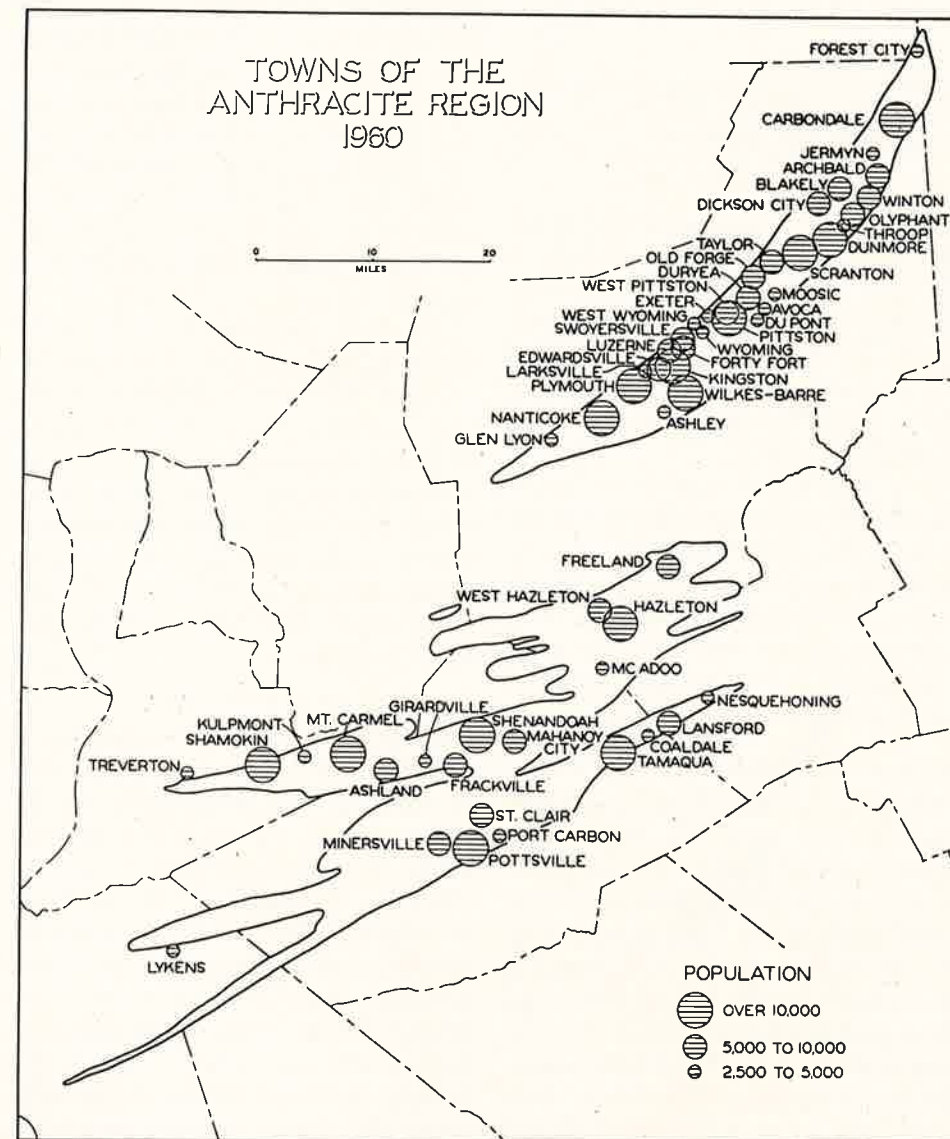 TOWNS OF THE
ANTHRACITE REGION
1960
0 10 20
MILES
FOREST CITY
CARBONDALE
JERMYN
ARCHBALD
BLAKELY
DICKSON CITY
WINTON
OLYPHANT
THROOP
DUNMORE
TAYLOR
SCRANTON
OLD FORGE
DURYEA
WEST PITTSTON
MOOSIC
EXETER
AVOCA
WEST WYOMING
DU PONT
SWOYERSVILLE
PITTSTON
LUZERNE
WYOMING
EDWARDSVILLE
FORTY FORT
LARKSVILLE
KINGSTON
PLYMOUTH
WILKES-BARRE
NANTICOKE
ASHLEY
GLEN LYON
FREELAND
WEST HAZLETON
HAZLETON
MC ADOO
NESQUEHONING
GIRARDVILLE
MT. CARMEL
SHENANDOAH
LANSFORD
KULPMONT
MAHANOY
CITY
COALDALE
SHAMOKIN
TAMAQUA
TREVERTON
ASHLAND
FRACKVILLE
ST. CLAIR
PORT CARBON
MINERSVILLE
POTTSVILLE
LYKENS
POPULATION
OVER 10,000
5,000 TO 10,000
2,500 TO 5,000